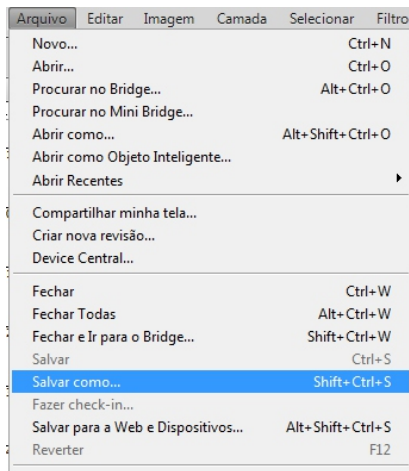 Arquivo Editar Imagem Camada Selecionar Filtro
Novo... Ctrl+N
Abrir... Ctrl+O
Procurar no Bridge... Alt+Ctrl+O
Procurar no Mini Bridge...
Abrir como... Alt+Shift+Ctrl+O
Abrir como Objeto Inteligente...
Abrir Recentes
Compartilhar minha tela...
Criar nova revisão...
Device Central...
Fechar Ctrl+W
Fechar Todas Alt+Ctrl+W
Fechar e Ir para o Bridge... Shift+Ctrl+W
Salvar Ctrl+S
Salvar como... Shift+Ctrl+S
Fazer check-in...
Salvar para a Web e Dispositivos... Alt+Shift+Ctrl+S
Reverter F12